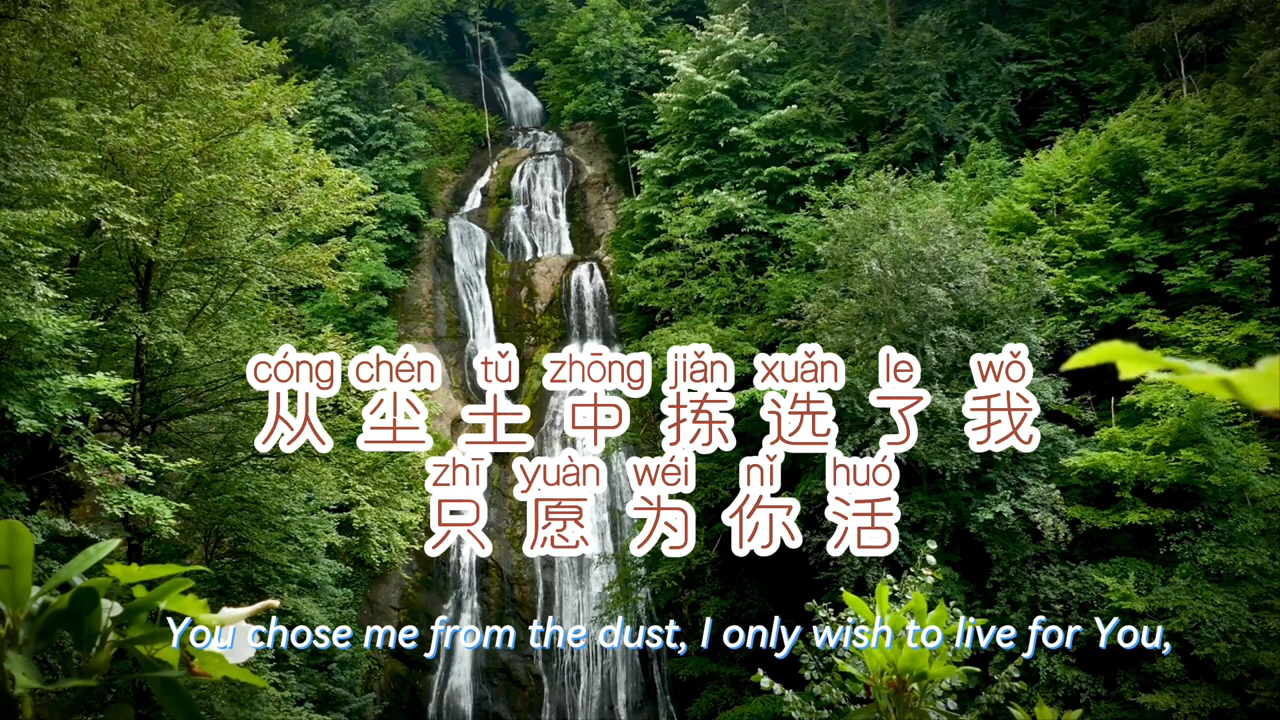 cóng chén tǔ zhōng jiǎn xuǎn le wǒ
从尘土中拣选了我
zhī yuàn wéi nǐ huó
只愿为你活
You chose me from the dust, I only wish to live for You,